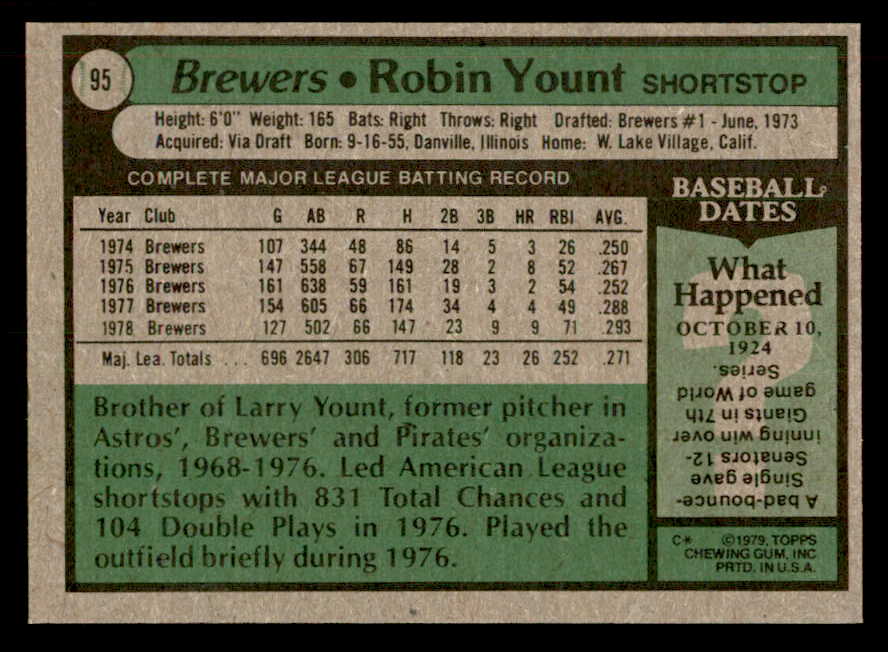 95
Brewers • Robin Yount SHORTSTOP
Height: 6'0" Weight: 165 Bats: Right Throws: Right Drafted: Brewers #1 - June, 1973
Acquired: Via Draft Born: 9-16-55, Danville, Illinois Home: W. Lake Village, Calif.
COMPLETE MAJOR LEAGUE BATTING RECORD
Year Club G AB R H 2B 3B HR RBI AVG.
1974 Brewers 107 344 48 86 14 5 3 26 .250
1975 Brewers 147 558 67 149 28 2 8 52 .267
1976 Brewers 161 638 59 161 19 3 2 54 .252
1977 Brewers 154 605 66 174 34 4 4 49 .288
1978 Brewers 127 502 66 147 23 9 9 71 .293
Maj. Lea. Totals ... 696 2647 306 717 118 23 26 252 .271
Brother of Larry Yount, former pitcher in
Astros', Brewers' and Pirates' organiza-
tions, 1968-1976. Led American League
shortstops with 831 Total Chances and
104 Double Plays in 1976. Played the
outfield briefly during 1976.
BASEBALL
DATES
What
Happened
OCTOBER 10,
1924
?
A bad-bounce-
Single gave
Senators 12-
inning win over
Giants in 7th
game of World
Series.
C* ©1979, TOPPS
CHEWING GUM, INC
PRTD. IN U.S.A.